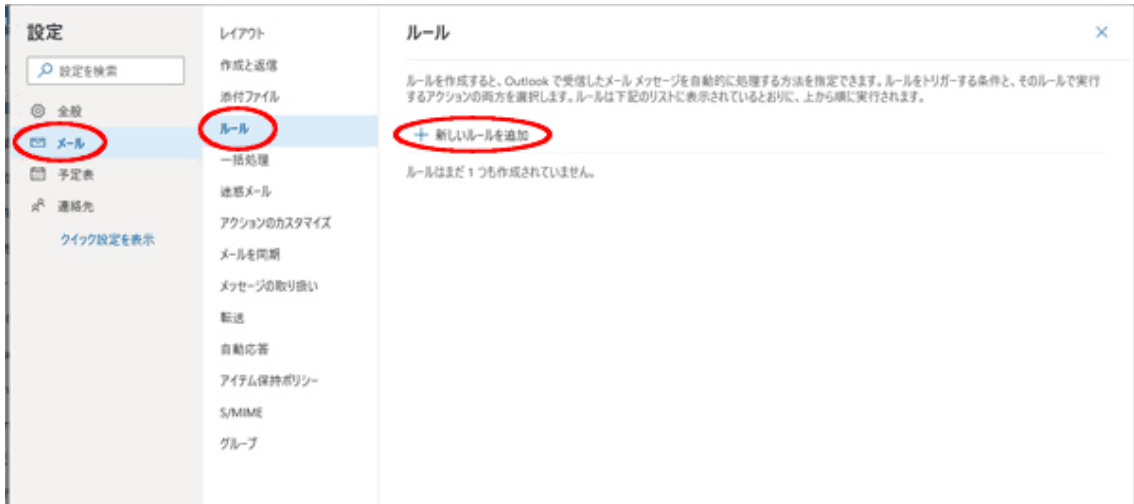 設定
設定を検索
全般
メール
予定表
連絡先
クイック設定を表示
レイアウト
作成と返信
添付ファイル
ルール
一括処理
迷惑メール
アクションのカスタマイズ
メールを同期
メッセージの取り扱い
転送
自動応答
アイテム保持ポリシー
S/MIME
グループ
ルール
ルールを作成すると、Outlook で受信したメール メッセージを自動的に処理する方法を指定できます。ルールをトリガーする条件と、そのルールで実行
するアクションの両方を選択します。ルールは下記のリストに表示されているとおりに、上から順に実行されます。
新しいルールを追加
ルールはまだ 1 つも作成されていません。